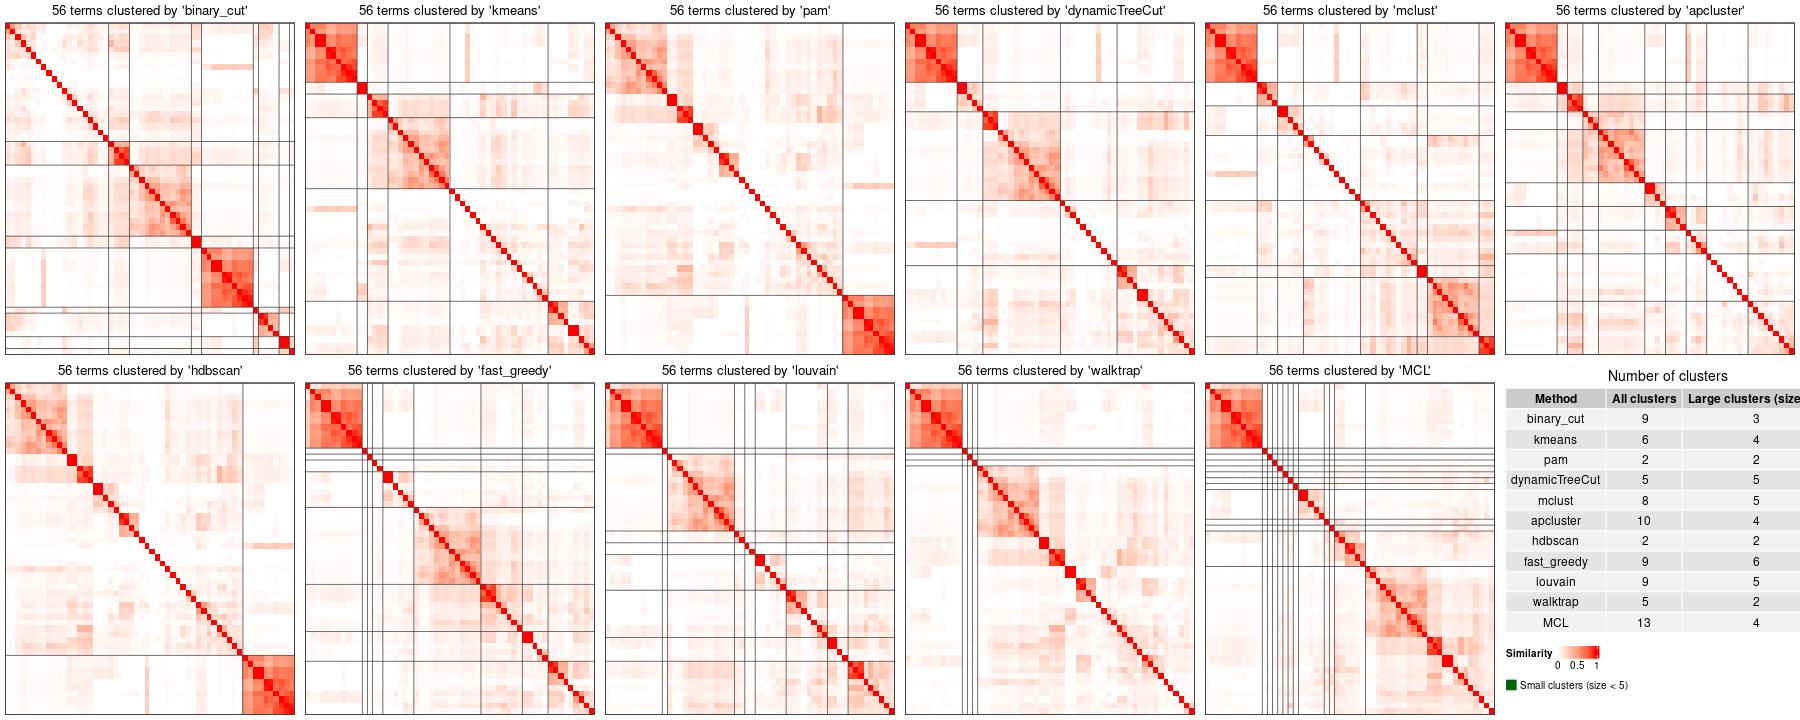 56 terms clustered by 'binary_cut'
56 terms clustered by 'kmeans'
56 terms clustered by 'pam'
56 terms clustered by 'dynamicTreeCut'
56 terms clustered by 'mclust'
56 terms clustered by 'apcluster'
56 terms clustered by 'hdbscan'
56 terms clustered by 'fast_greedy'
56 terms clustered by 'louvain'
56 terms clustered by 'walktrap'
56 terms clustered by 'MCL'
Number of clusters
Method All clusters Large clusters (size
binary_cut 9 3
kmeans 6 4
pam 2 2
dynamicTreeCut 5 5
mclust 8 5
apcluster 10 4
hdbscan 2 2
fast_greedy 9 6
louvain 9 5
walktrap 5 2
MCL 13 4
Similarity
0 0.5 1
Small clusters (size < 5)